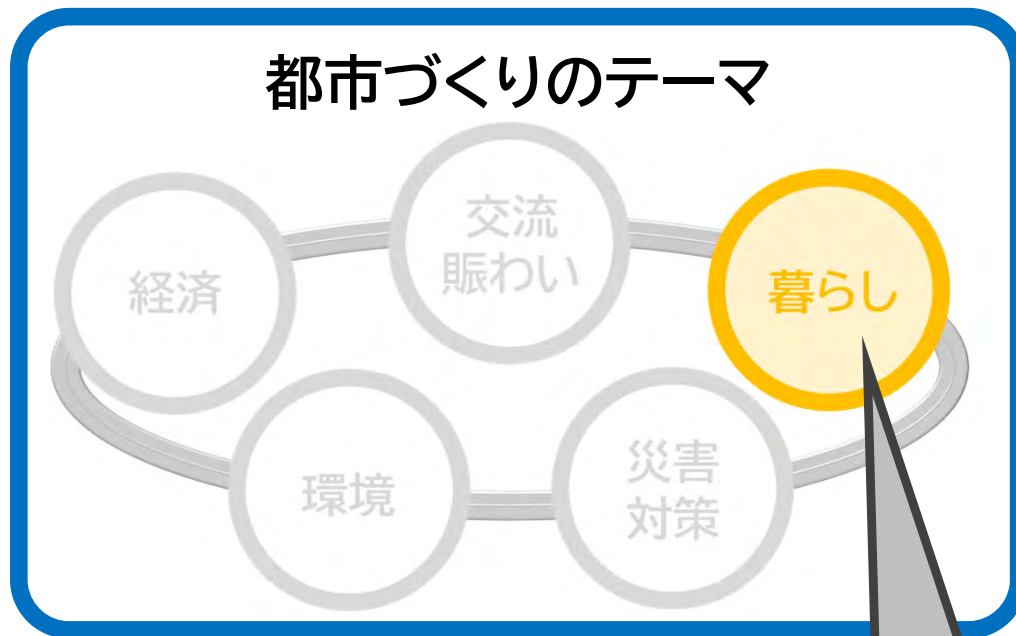 都市づくりのテーマ
交流
賑わい
経済
暮らし
環境
災害
対策